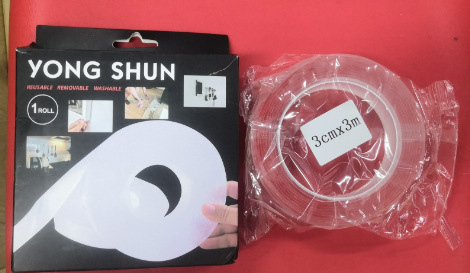 YONG SHUN
REUSABLE REMOVABLE WASHABLE
1 ROLL
3cmx3m